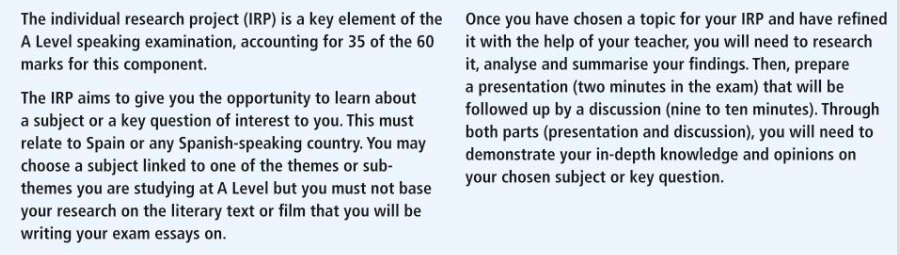 The individual research project (IRP) is a key element of the
A Level speaking examination, accounting for 35 of the 60
marks for this component.
The IRP aims to give you the opportunity to learn about
a subject or a key question of interest to you. This must
relate to Spain or any Spanish-speaking country. You may
choose a subject linked to one of the themes or sub-
themes you are studying at A Level but you must not base
your research on the literary text or film that you will be
writing your exam essays on.
Once you have chosen a topic for your IRP and have refined
it with the help of your teacher, you will need to research
it, analyse and summarise your findings. Then, prepare
a presentation (two minutes in the exam) that will be
followed up by a discussion (nine to ten minutes). Through
both parts (presentation and discussion), you will need to
demonstrate your in-depth knowledge and opinions on
your chosen subject or key question.